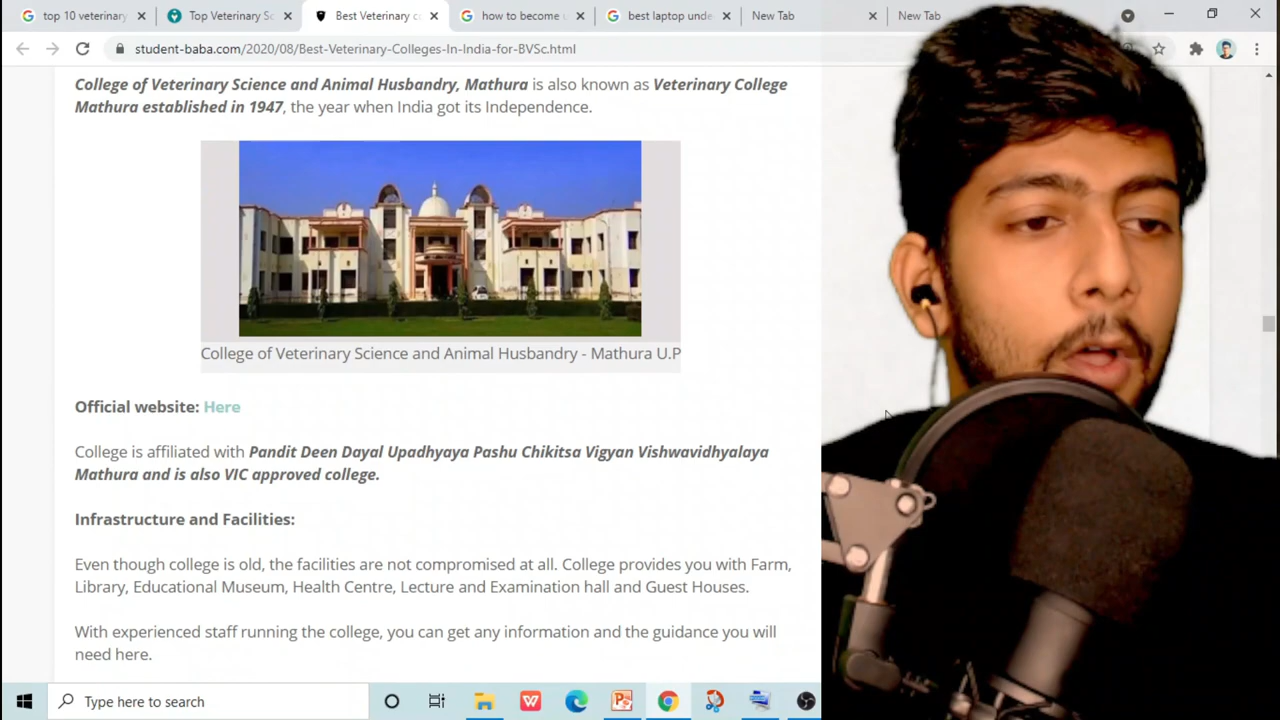 top 10 veterinary
Top Veterinary Sc
Best Veterinary c
how to become
best laptop unde
New Tab
New Tab
student-baba.com/2020/08/Best-Veterinary-Colleges-In-India-for-BVSc.html
College of Veterinary Science and Animal Husbandry, Mathura is also known as Veterinary College
Mathura established in 1947, the year when India got its Independence.
College of Veterinary Science and Animal Husbandry - Mathura U.P
Official website: Here
College is affiliated with Pandit Deen Dayal Upadhyaya Pashu Chikitsa Vigyan Vishwavidhyalaya
Mathura and is also VIC approved college.
Infrastructure and Facilities:
Even though college is old, the facilities are not compromised at all. College provides you with Farm,
Library, Educational Museum, Health Centre, Lecture and Examination hall and Guest Houses.
With experienced staff running the college, you can get any information and the guidance you will
need here.
Type here to search